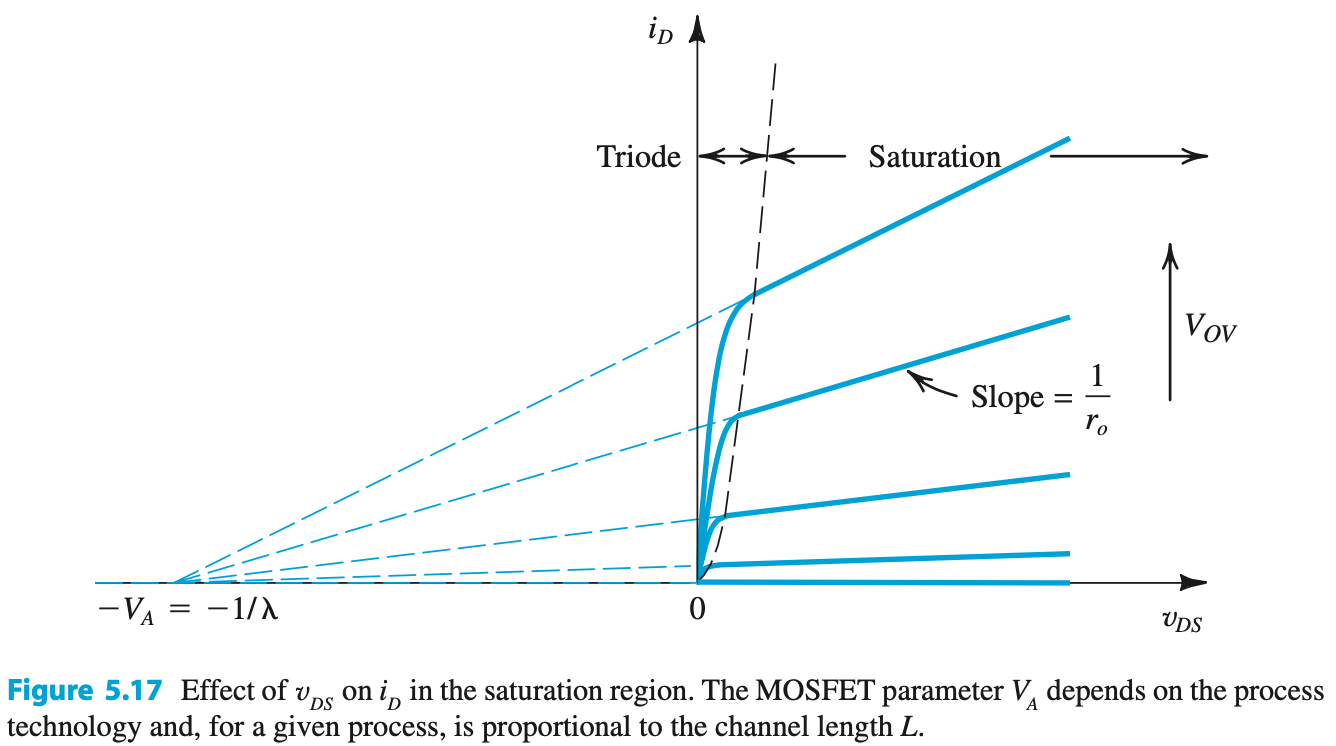 i_D
Triode
Saturation
V_OV
Slope = 1/r_o
−V_A = −1/λ
0
v_DS
Figure 5.17 Effect of v_DS on i_D in the saturation region. The MOSFET parameter V_A depends on the process
technology and, for a given process, is proportional to the channel length L.